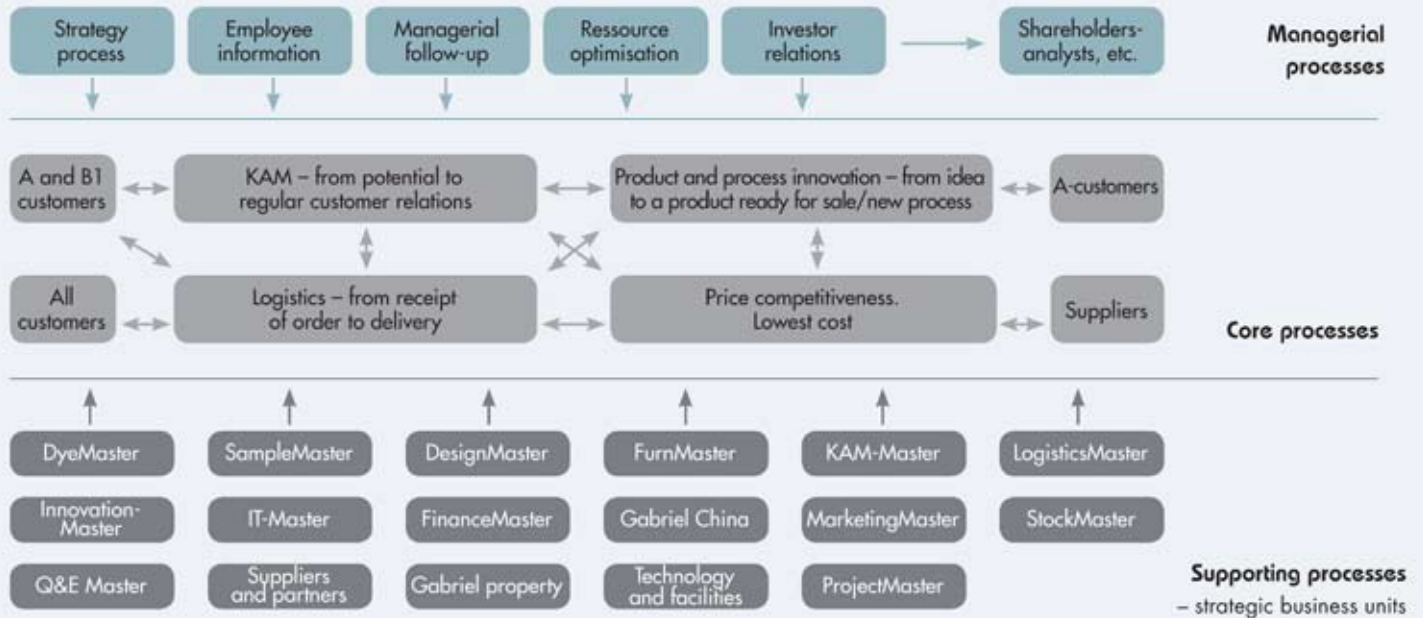 Strategy
process
Employee
information
Managerial
follow-up
Ressource
optimisation
Investor
relations
Shareholders-
analysts, etc.
Managerial
processes
A and B1
customers
KAM – from potential to
regular customer relations
Product and process innovation – from idea
to a product ready for sale/new process
A-customers
All
customers
Logistics – from receipt
of order to delivery
Price competitiveness.
Lowest cost
Suppliers
Core processes
DyeMaster
SampleMaster
DesignMaster
FurnMaster
KAM-Master
LogisticsMaster
Innovation-
Master
IT-Master
FinanceMaster
Gabriel China
MarketingMaster
StockMaster
Q&E Master
Suppliers
and partners
Gabriel property
Technology
and facilities
ProjectMaster
Supporting processes
– strategic business units